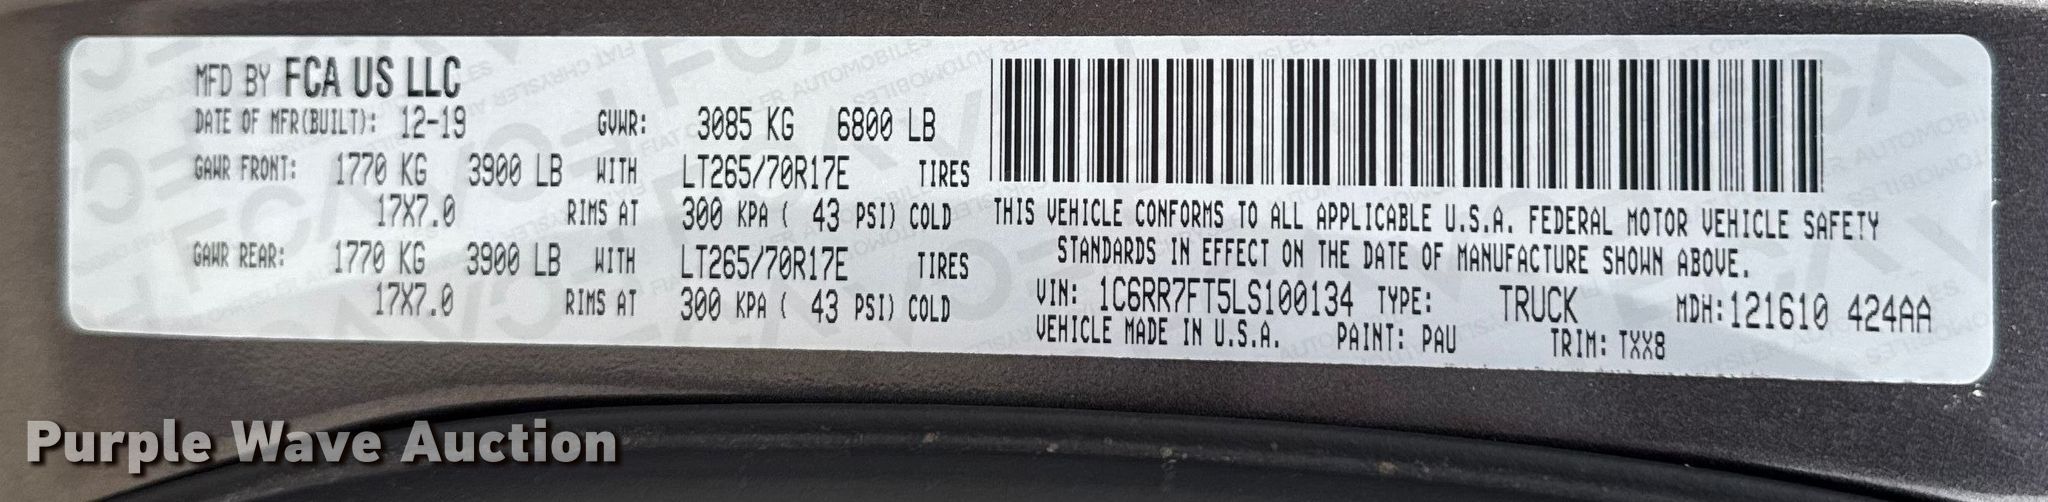 MFD BY FCA US LLC
DATE OF MFR(BUILT): 12-19 GVWR: 3085 KG 6800 LB
GAWR FRONT: 1770 KG 3900 LB WITH LT265/70R17E TIRES
17X7.0 RIMS AT 300 KPA ( 43 PSI) COLD
GAWR REAR: 1770 KG 3900 LB WITH LT265/70R17E TIRES
17X7.0 RIMS AT 300 KPA ( 43 PSI) COLD
THIS VEHICLE CONFORMS TO ALL APPLICABLE U.S.A. FEDERAL MOTOR VEHICLE SAFETY
STANDARDS IN EFFECT ON THE DATE OF MANUFACTURE SHOWN ABOVE.
VIN: 1C6RR7FT5LS100134 TYPE: TRUCK MDH:121610 424AA
VEHICLE MADE IN U.S.A. PAINT: PAU TRIM: TXX8
Purple Wave Auction